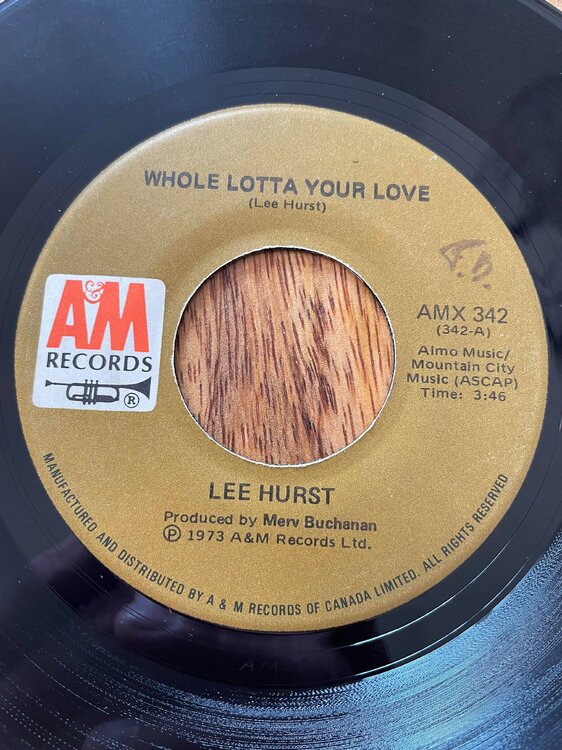 WHOLE LOTTA YOUR LOVE
(Lee Hurst)
F.B.
A&M
RECORDS
®
AMX 342
(342-A)
Almo Music/
Mountain City
Music (ASCAP)
Time: 3:46
LEE HURST
Produced by Merv Buchanan
℗ 1973 A&M Records Ltd.
MANUFACTURED AND DISTRIBUTED BY A & M RECORDS OF CANADA LIMITED. ALL RIGHTS RESERVED